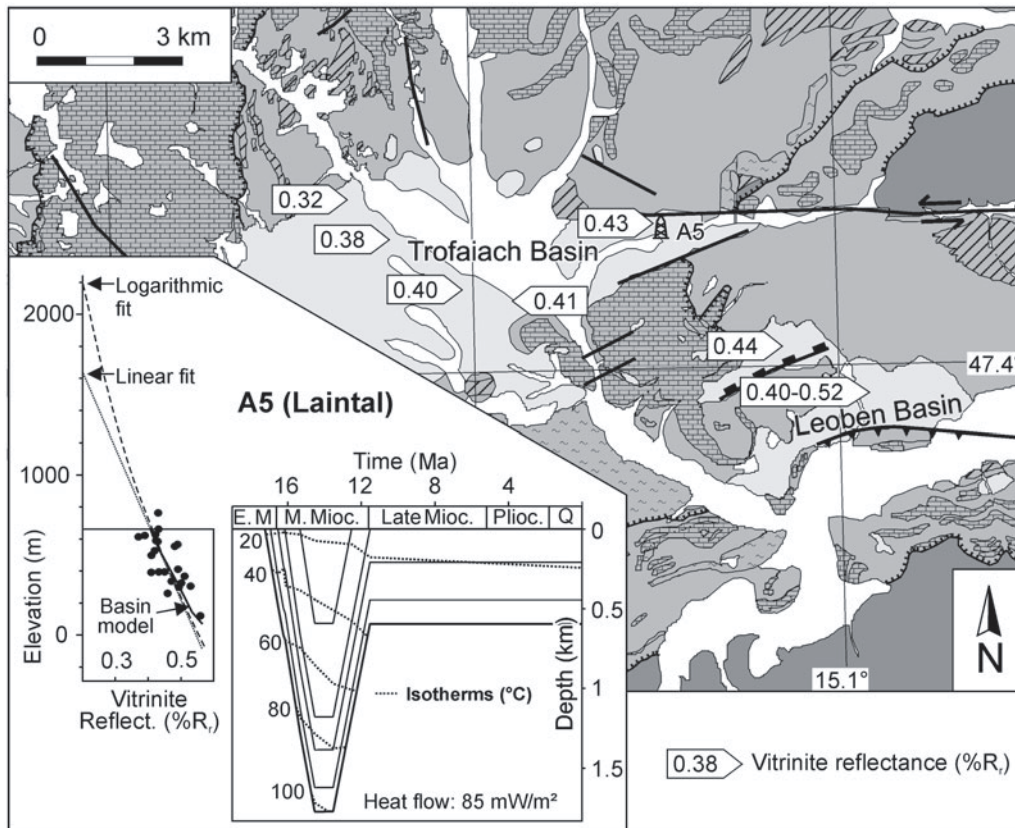 0 3 km
0.32
0.38
0.43
A5
Trofaiach Basin
0.40
0.41
0.44
47.4°
0.40-0.52
Leoben Basin
15.1°
N
Logarithmic
fit
2000
Linear fit
1000
0
Elevation (m)
Basin
model
0.3 0.5
Vitrinite
Reflect. (%Rr)
A5 (Laintal)
Time (Ma)
16 12 8 4
E. M M. Mioc. Late Mioc. Plioc. Q
20
40
60
80
100
0
0.5
1
1.5
Depth (km)
Isotherms (°C)
Heat flow: 85 mW/m²
0.38 Vitrinite reflectance (%Rr)